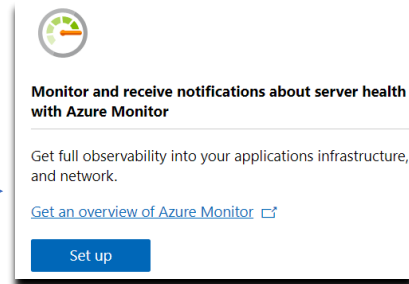 Monitor and receive notifications about server health
with Azure Monitor
Get full observability into your applications infrastructure,
and network.
Get an overview of Azure Monitor
Set up